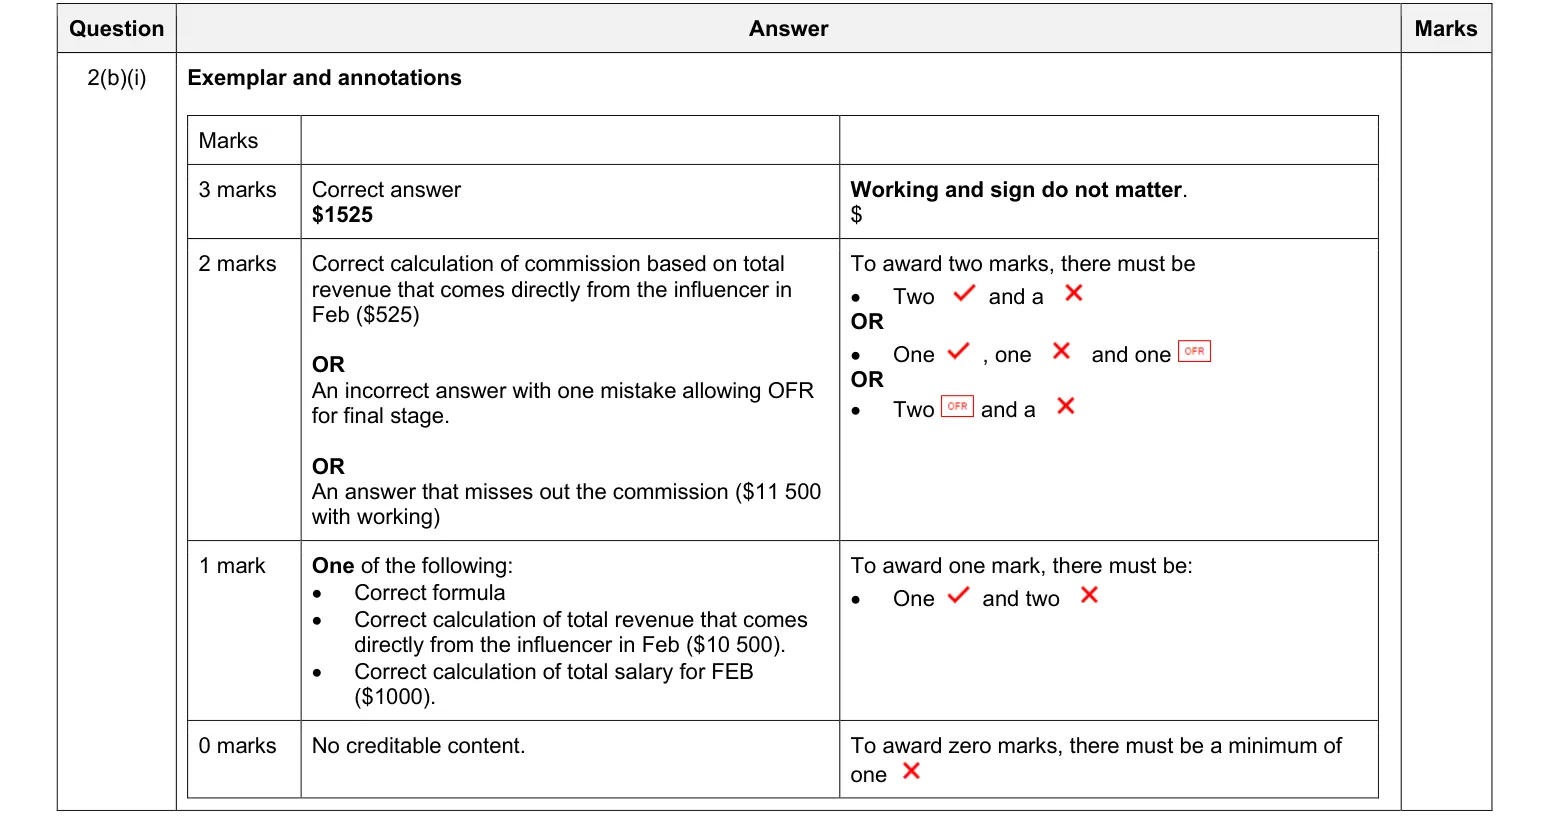 Question Answer Marks
2(b)(i) Exemplar and annotations
Marks
3 marks Correct answer
$1525
Working and sign do not matter.
$
2 marks Correct calculation of commission based on total
revenue that comes directly from the influencer in
Feb ($525)
OR
An incorrect answer with one mistake allowing OFR
for final stage.
OR
An answer that misses out the commission ($11 500
with working)
To award two marks, there must be
• Two ✓ and a ✗
OR
• One ✓ , one ✗ and one OFR
OR
• Two OFR and a ✗
1 mark One of the following:
• Correct formula
• Correct calculation of total revenue that comes
directly from the influencer in Feb ($10 500).
• Correct calculation of total salary for FEB
($1000).
To award one mark, there must be:
• One ✓ and two ✗
0 marks No creditable content.
To award zero marks, there must be a minimum of
one ✗